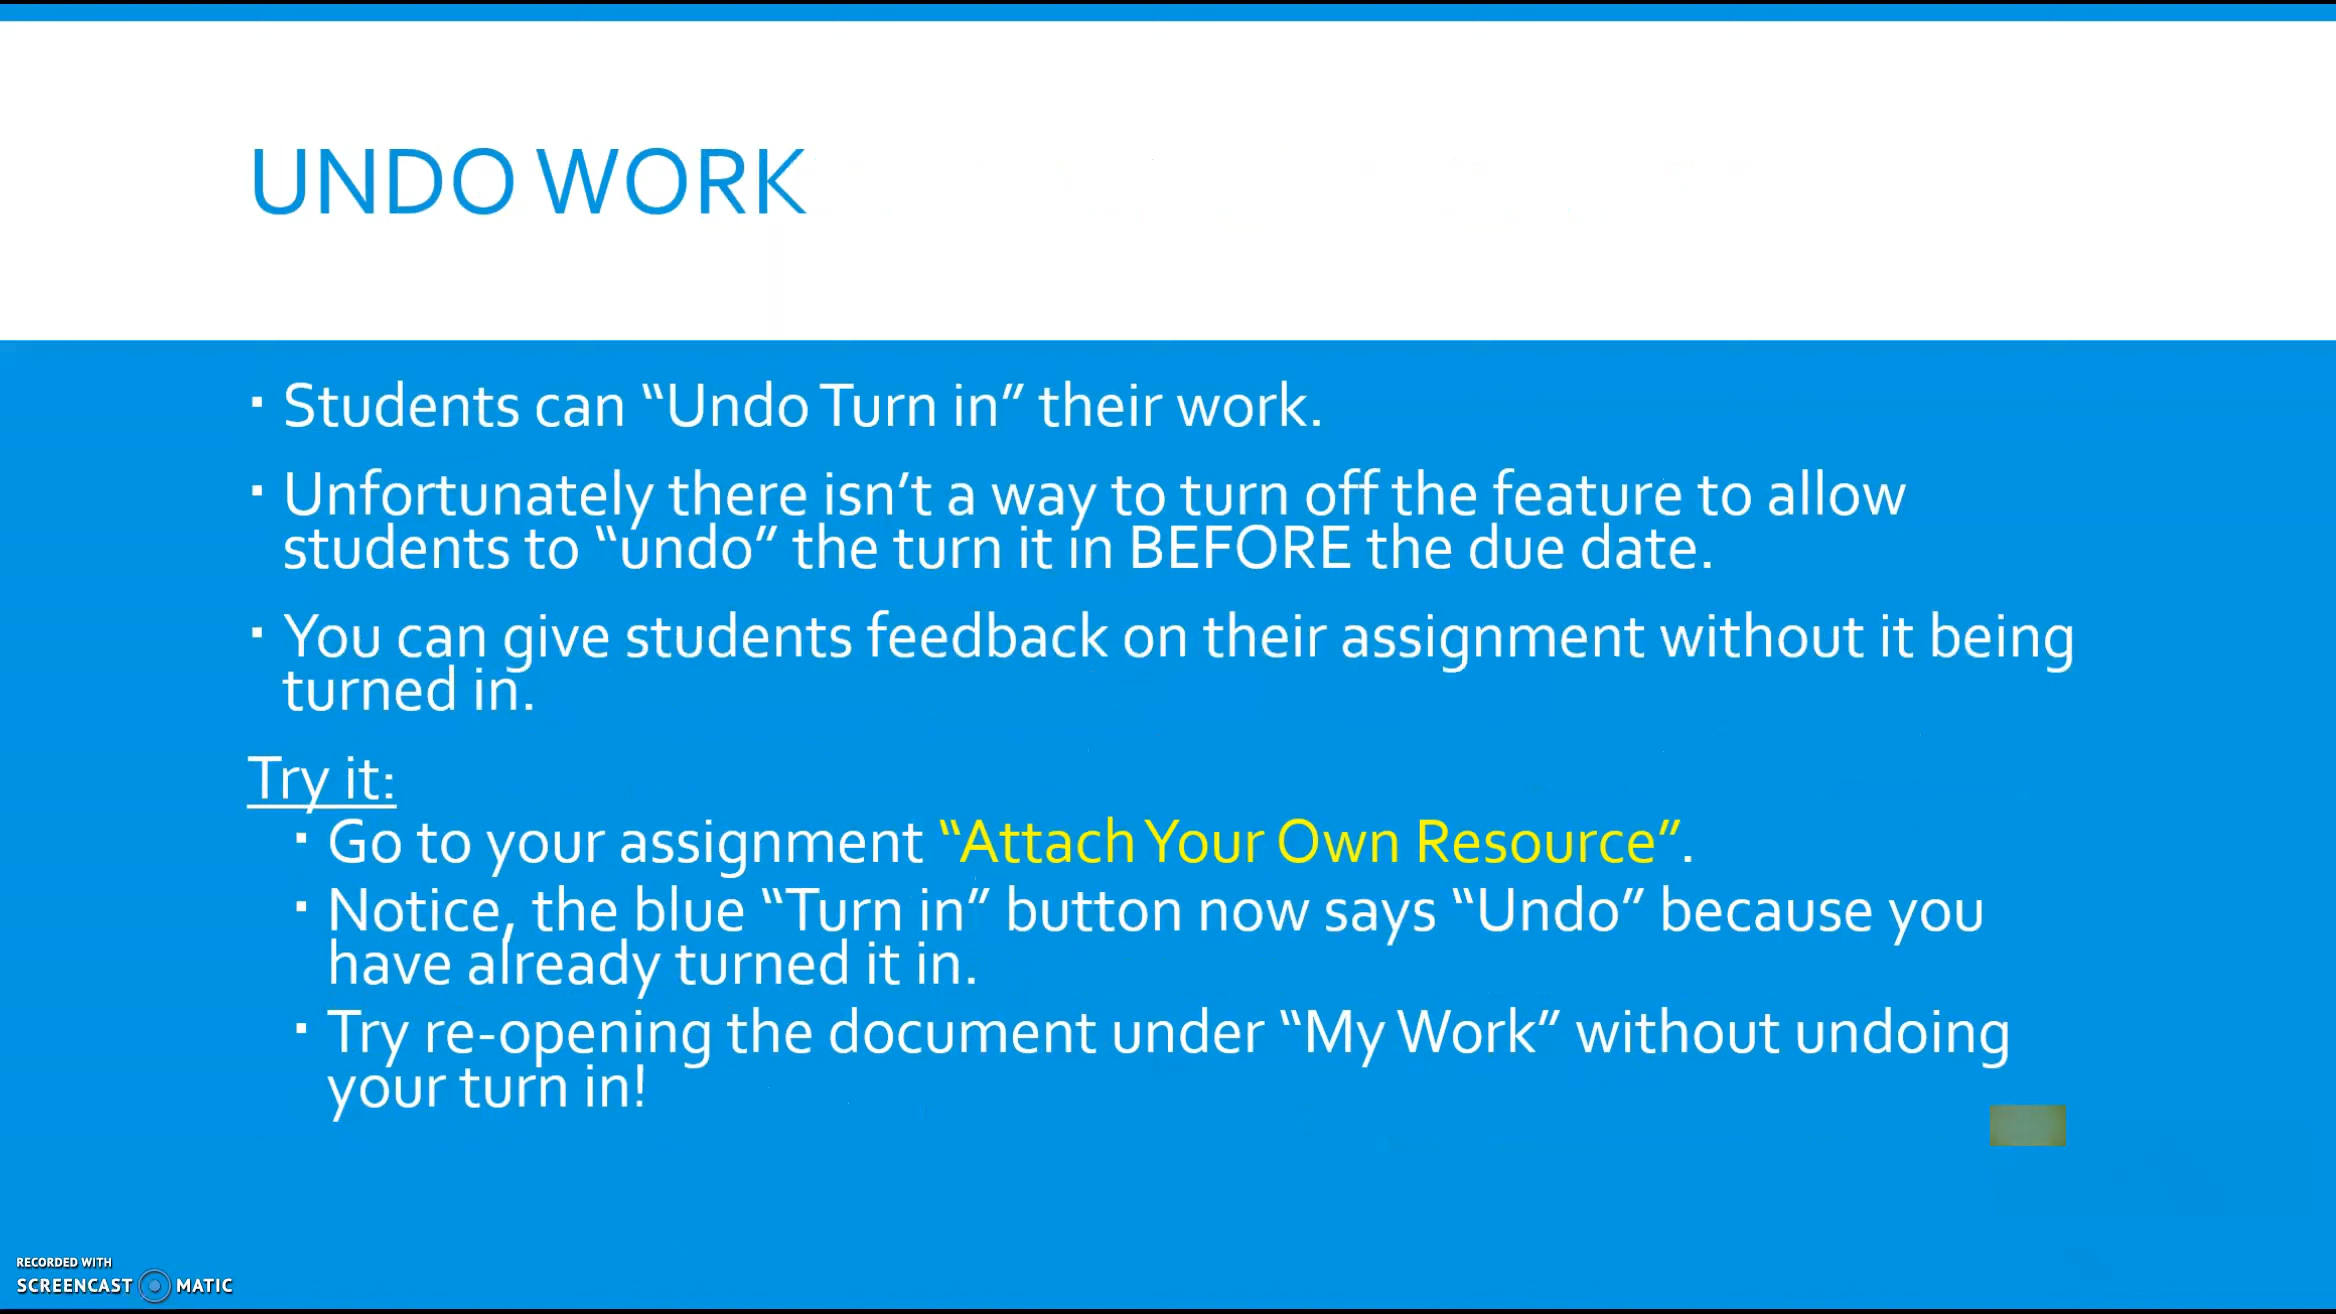 UNDO WORK
▪ Students can “Undo Turn in” their work.
▪ Unfortunately there isn’t a way to turn off the feature to allow
students to “undo” the turn it in BEFORE the due date.
▪ You can give students feedback on their assignment without it being
turned in.
Try it:
▪ Go to your assignment “Attach Your Own Resource”.
▪ Notice, the blue “Turn in” button now says “Undo” because you
have already turned it in.
▪ Try re-opening the document under “My Work” without undoing
your turn in!
RECORDED WITH
SCREENCAST MATIC